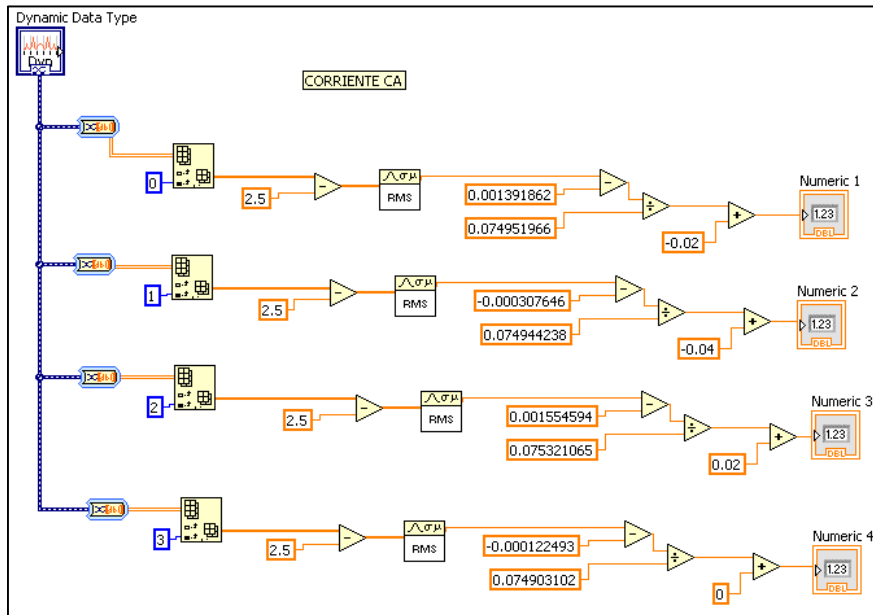 Dynamic Data Type
CORRIENTE CA
0
2.5
RMS
0.001391862
0.074951966
-0.02
Numeric 1
1.23
DBL
1
2.5
RMS
-0.000307646
0.074944238
-0.04
Numeric 2
1.23
DBL
2
2.5
RMS
0.001554594
0.075321065
0.02
Numeric 3
1.23
DBL
3
2.5
RMS
-0.000122493
0.074903102
0
Numeric 4
1.23
DBL